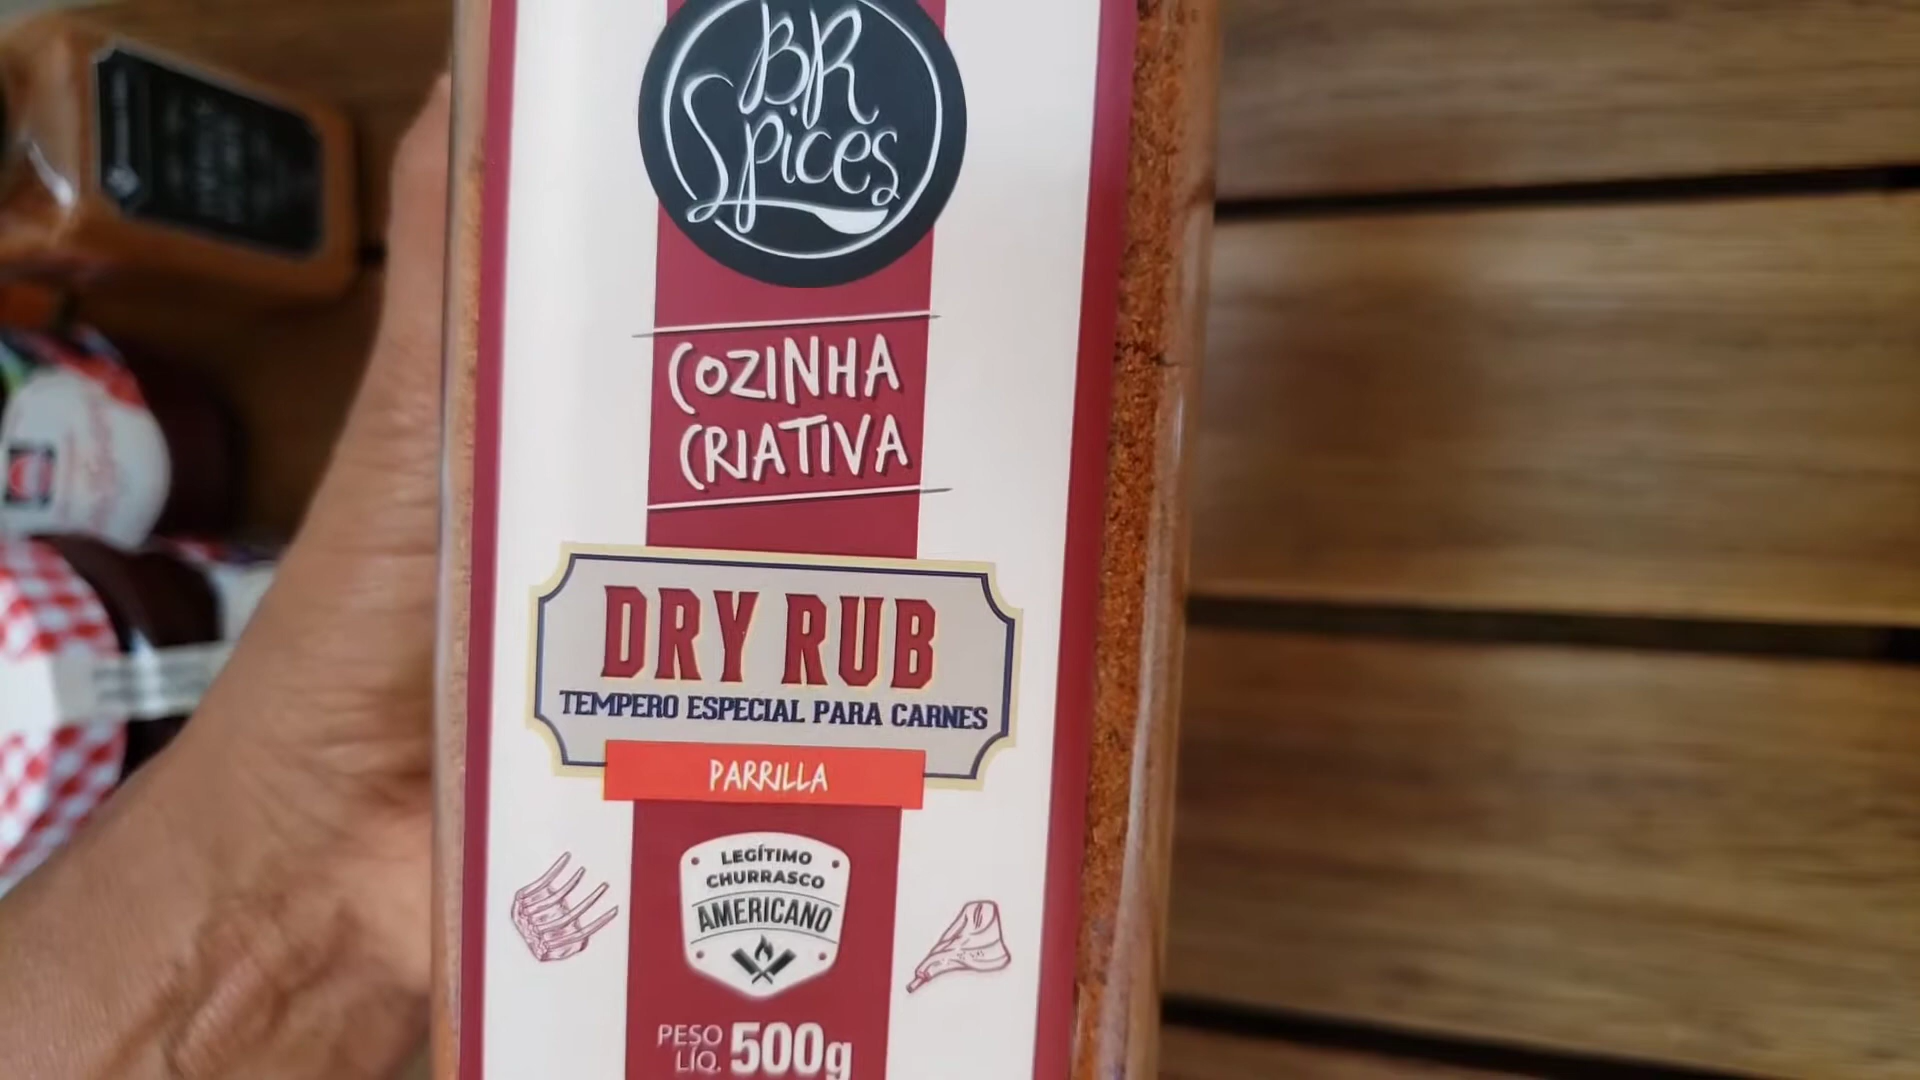 BR
Spices
COZINHA
CRIATIVA
DRY RUB
TEMPERO ESPECIAL PARA CARNES
PARRILLA
LEGÍTIMO
CHURRASCO
AMERICANO
PESO
LÍQ. 500g